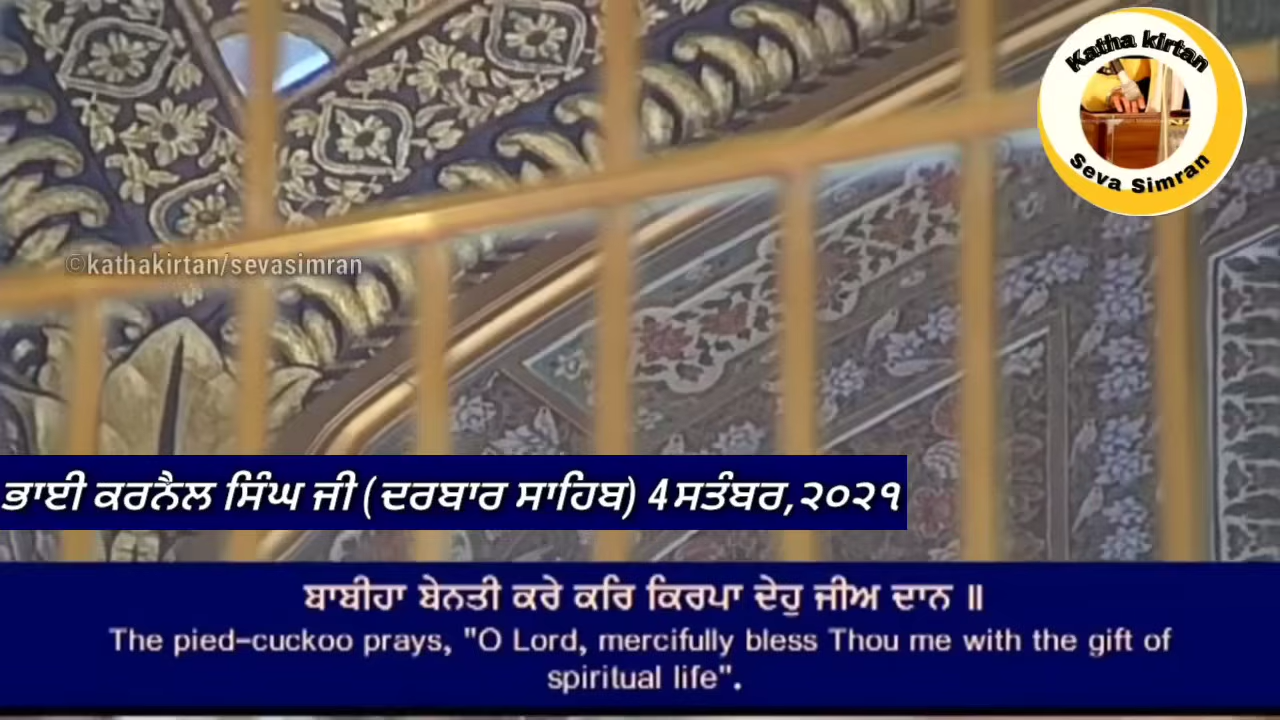 Katha kirtan
Seva Simran
©kathakirtan/sevasimran
ਭਾਈ ਕਰਨੈਲ ਸਿੰਘ ਜੀ (ਦਰਬਾਰ ਸਾਹਿਬ) 4 ਸਤੰਬਰ,੨੦੨੧
ਬਾਬੀਹਾ ਬੇਨਤੀ ਕਰੇ ਕਰਿ ਕਿਰਪਾ ਦੇਹੁ ਜੀਅ ਦਾਨ ॥
The pied-cuckoo prays, "O Lord, mercifully bless Thou me with the gift of
spiritual life".